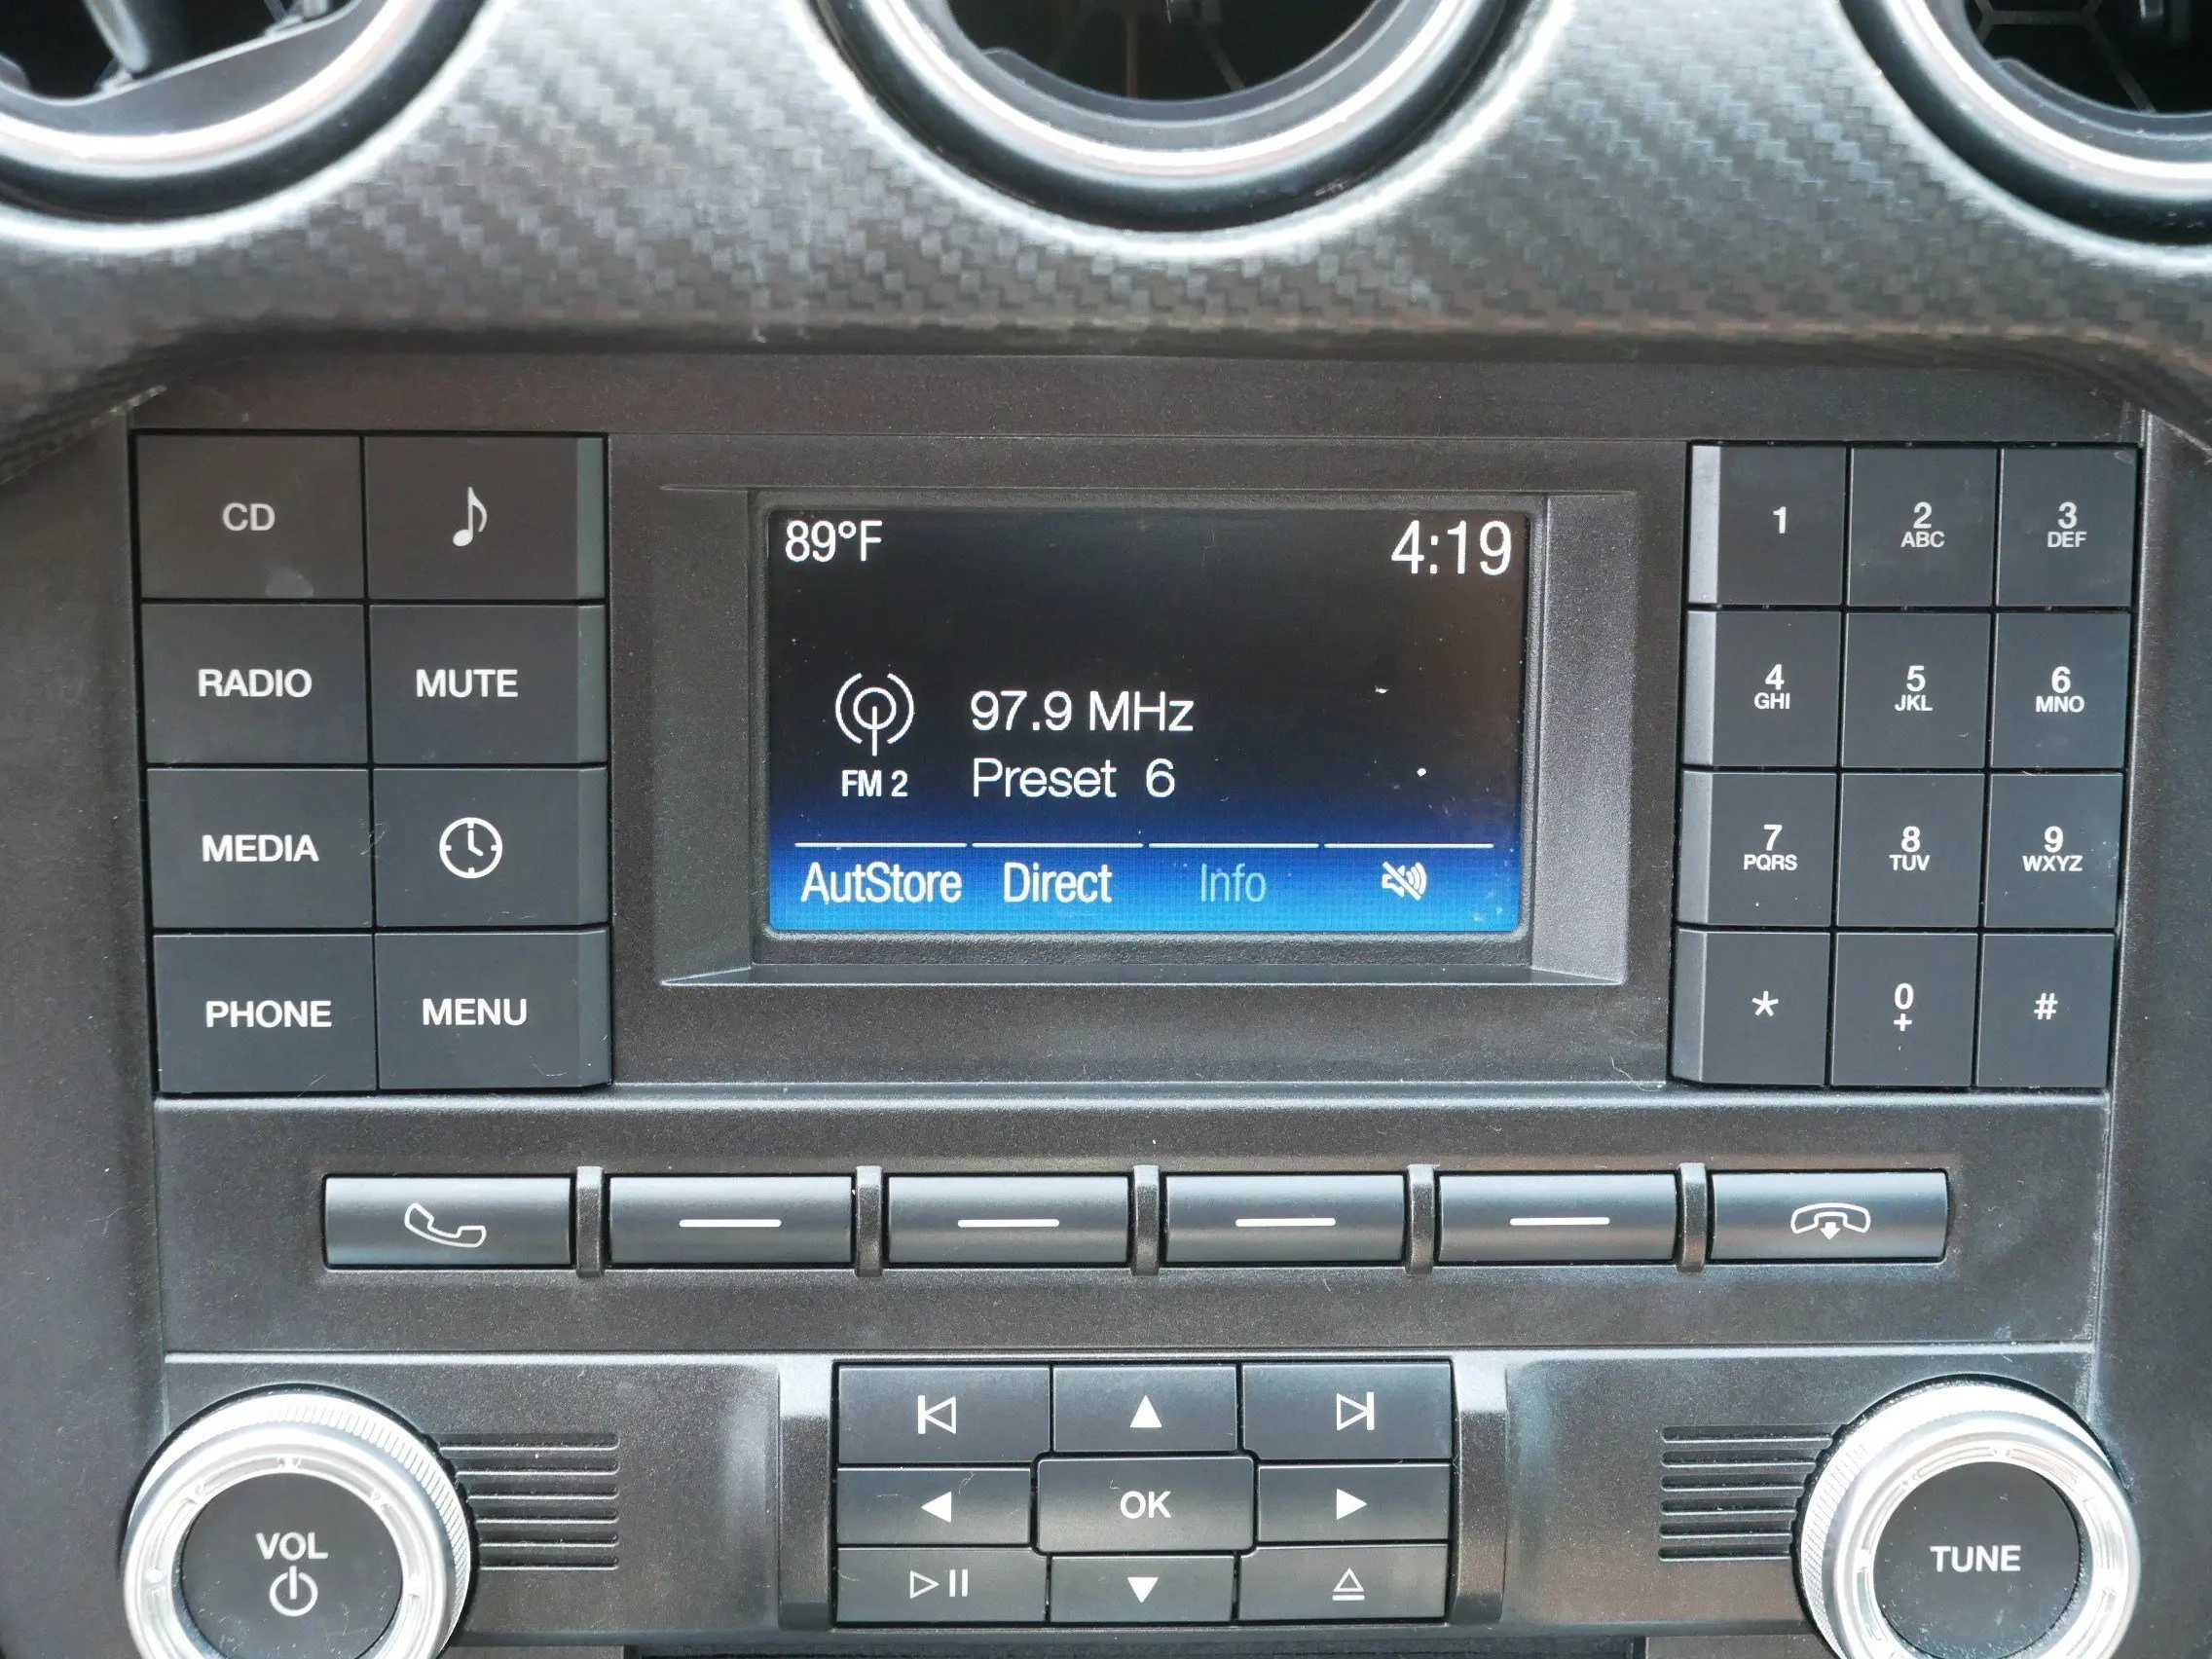 CD
RADIO MUTE
MEDIA
PHONE MENU
89°F 4:19
97.9 MHz
FM 2 Preset 6
AutStore Direct Info
1 2 ABC 3 DEF
4 GHI 5 JKL 6 MNO
7 PQRS 8 TUV 9 WXYZ
* 0 + #
VOL
OK
TUNE